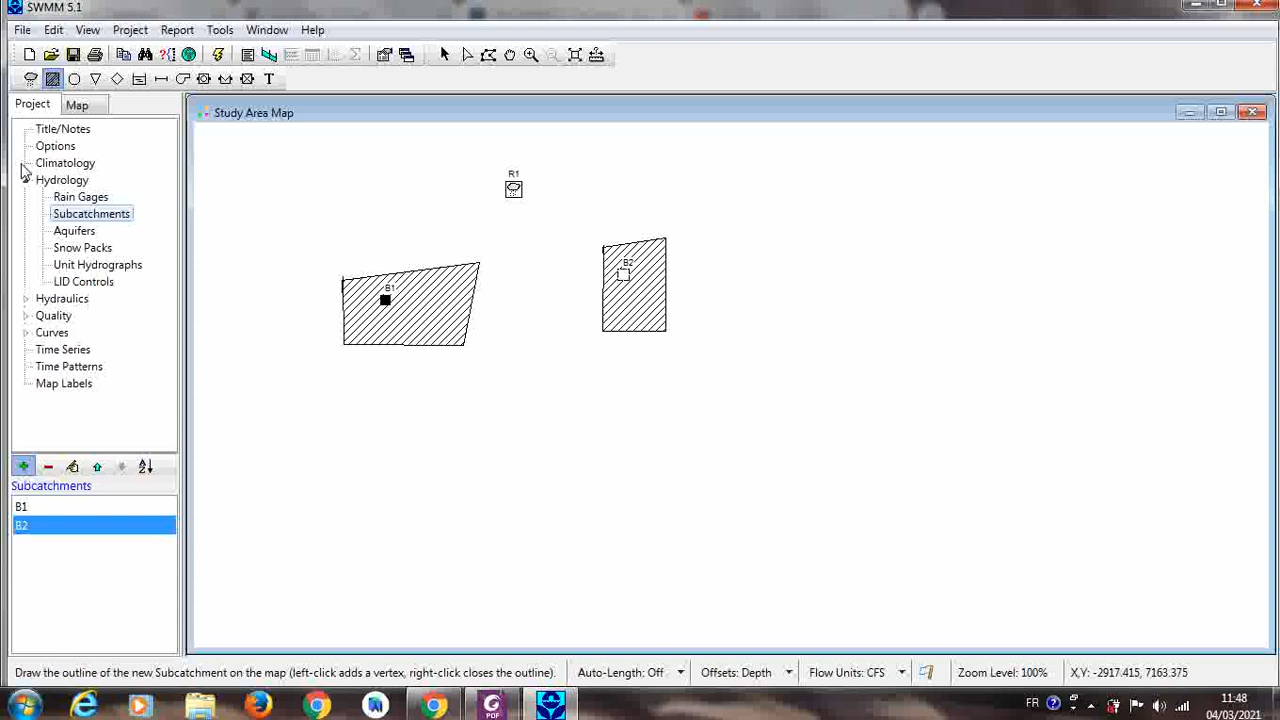 SWMM 5.1
File Edit View Project Report Tools Window Help
T
Project Map
Study Area Map
Title/Notes
Options
Climatology
Hydrology
Rain Gages
Subcatchments
Aquifers
Snow Packs
Unit Hydrographs
LID Controls
Hydraulics
Quality
Curves
Time Series
Time Patterns
Map Labels
R1
B1
B2
Subcatchments
B1
B2
Draw the outline of the new Subcatchment on the map (left-click adds a vertex, right-click closes the outline). Auto-Length: Off Offsets: Depth Flow Units: CFS Zoom Level: 100% X,Y: -2917.415, 7163.375
PDF
FR
11:48
04/03/2021